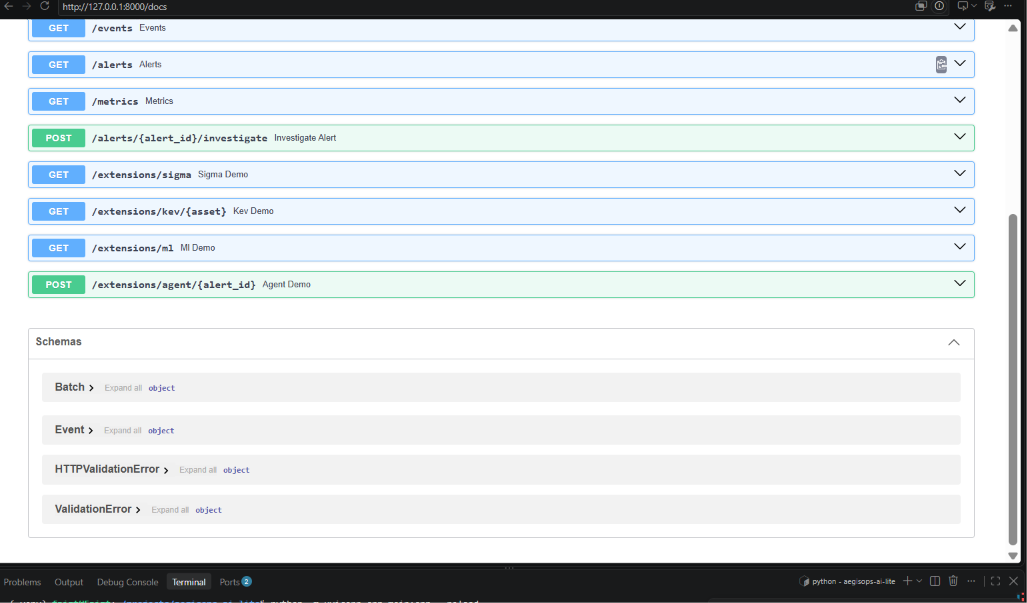 http://127.0.0.1:8000/docs
GET /events Events
GET /alerts Alerts
GET /metrics Metrics
POST /alerts/{alert_id}/investigate Investigate Alert
GET /extensions/sigma Sigma Demo
GET /extensions/kev/{asset} Kev Demo
GET /extensions/ml Ml Demo
POST /extensions/agent/{alert_id} Agent Demo
Schemas
Batch Expand all object
Event Expand all object
HTTPValidationError Expand all object
ValidationError Expand all object
Problems Output Debug Console Terminal Ports 2 python - aegisops-ai-lite